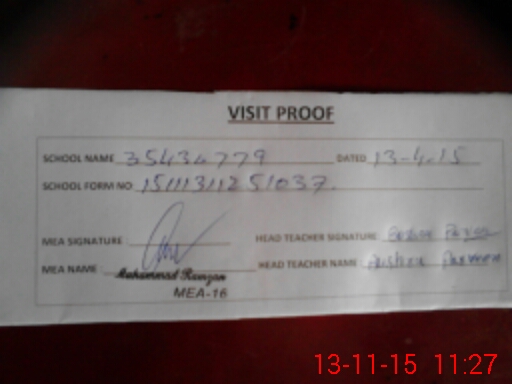 VISIT PROOF
SCHOOL NAME 35434779 DATED 13-4-15
SCHOOL FORM NO 
MEA SIGNATURE HEAD TEACHER SIGNATURE
MEA NAME Muhammad Ramzan HEAD TEACHER NAME
MEA-16
13-11-15 11:27